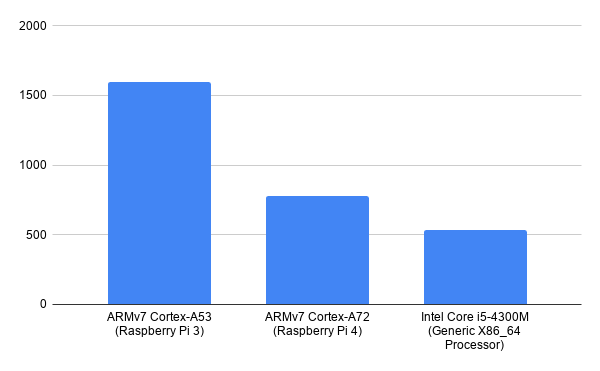 2000
1500
1000
500
0
ARMv7 Cortex-A53
(Raspberry Pi 3)
ARMv7 Cortex-A72
(Raspberry Pi 4)
Intel Core i5-4300M
(Generic X86_64
Processor)